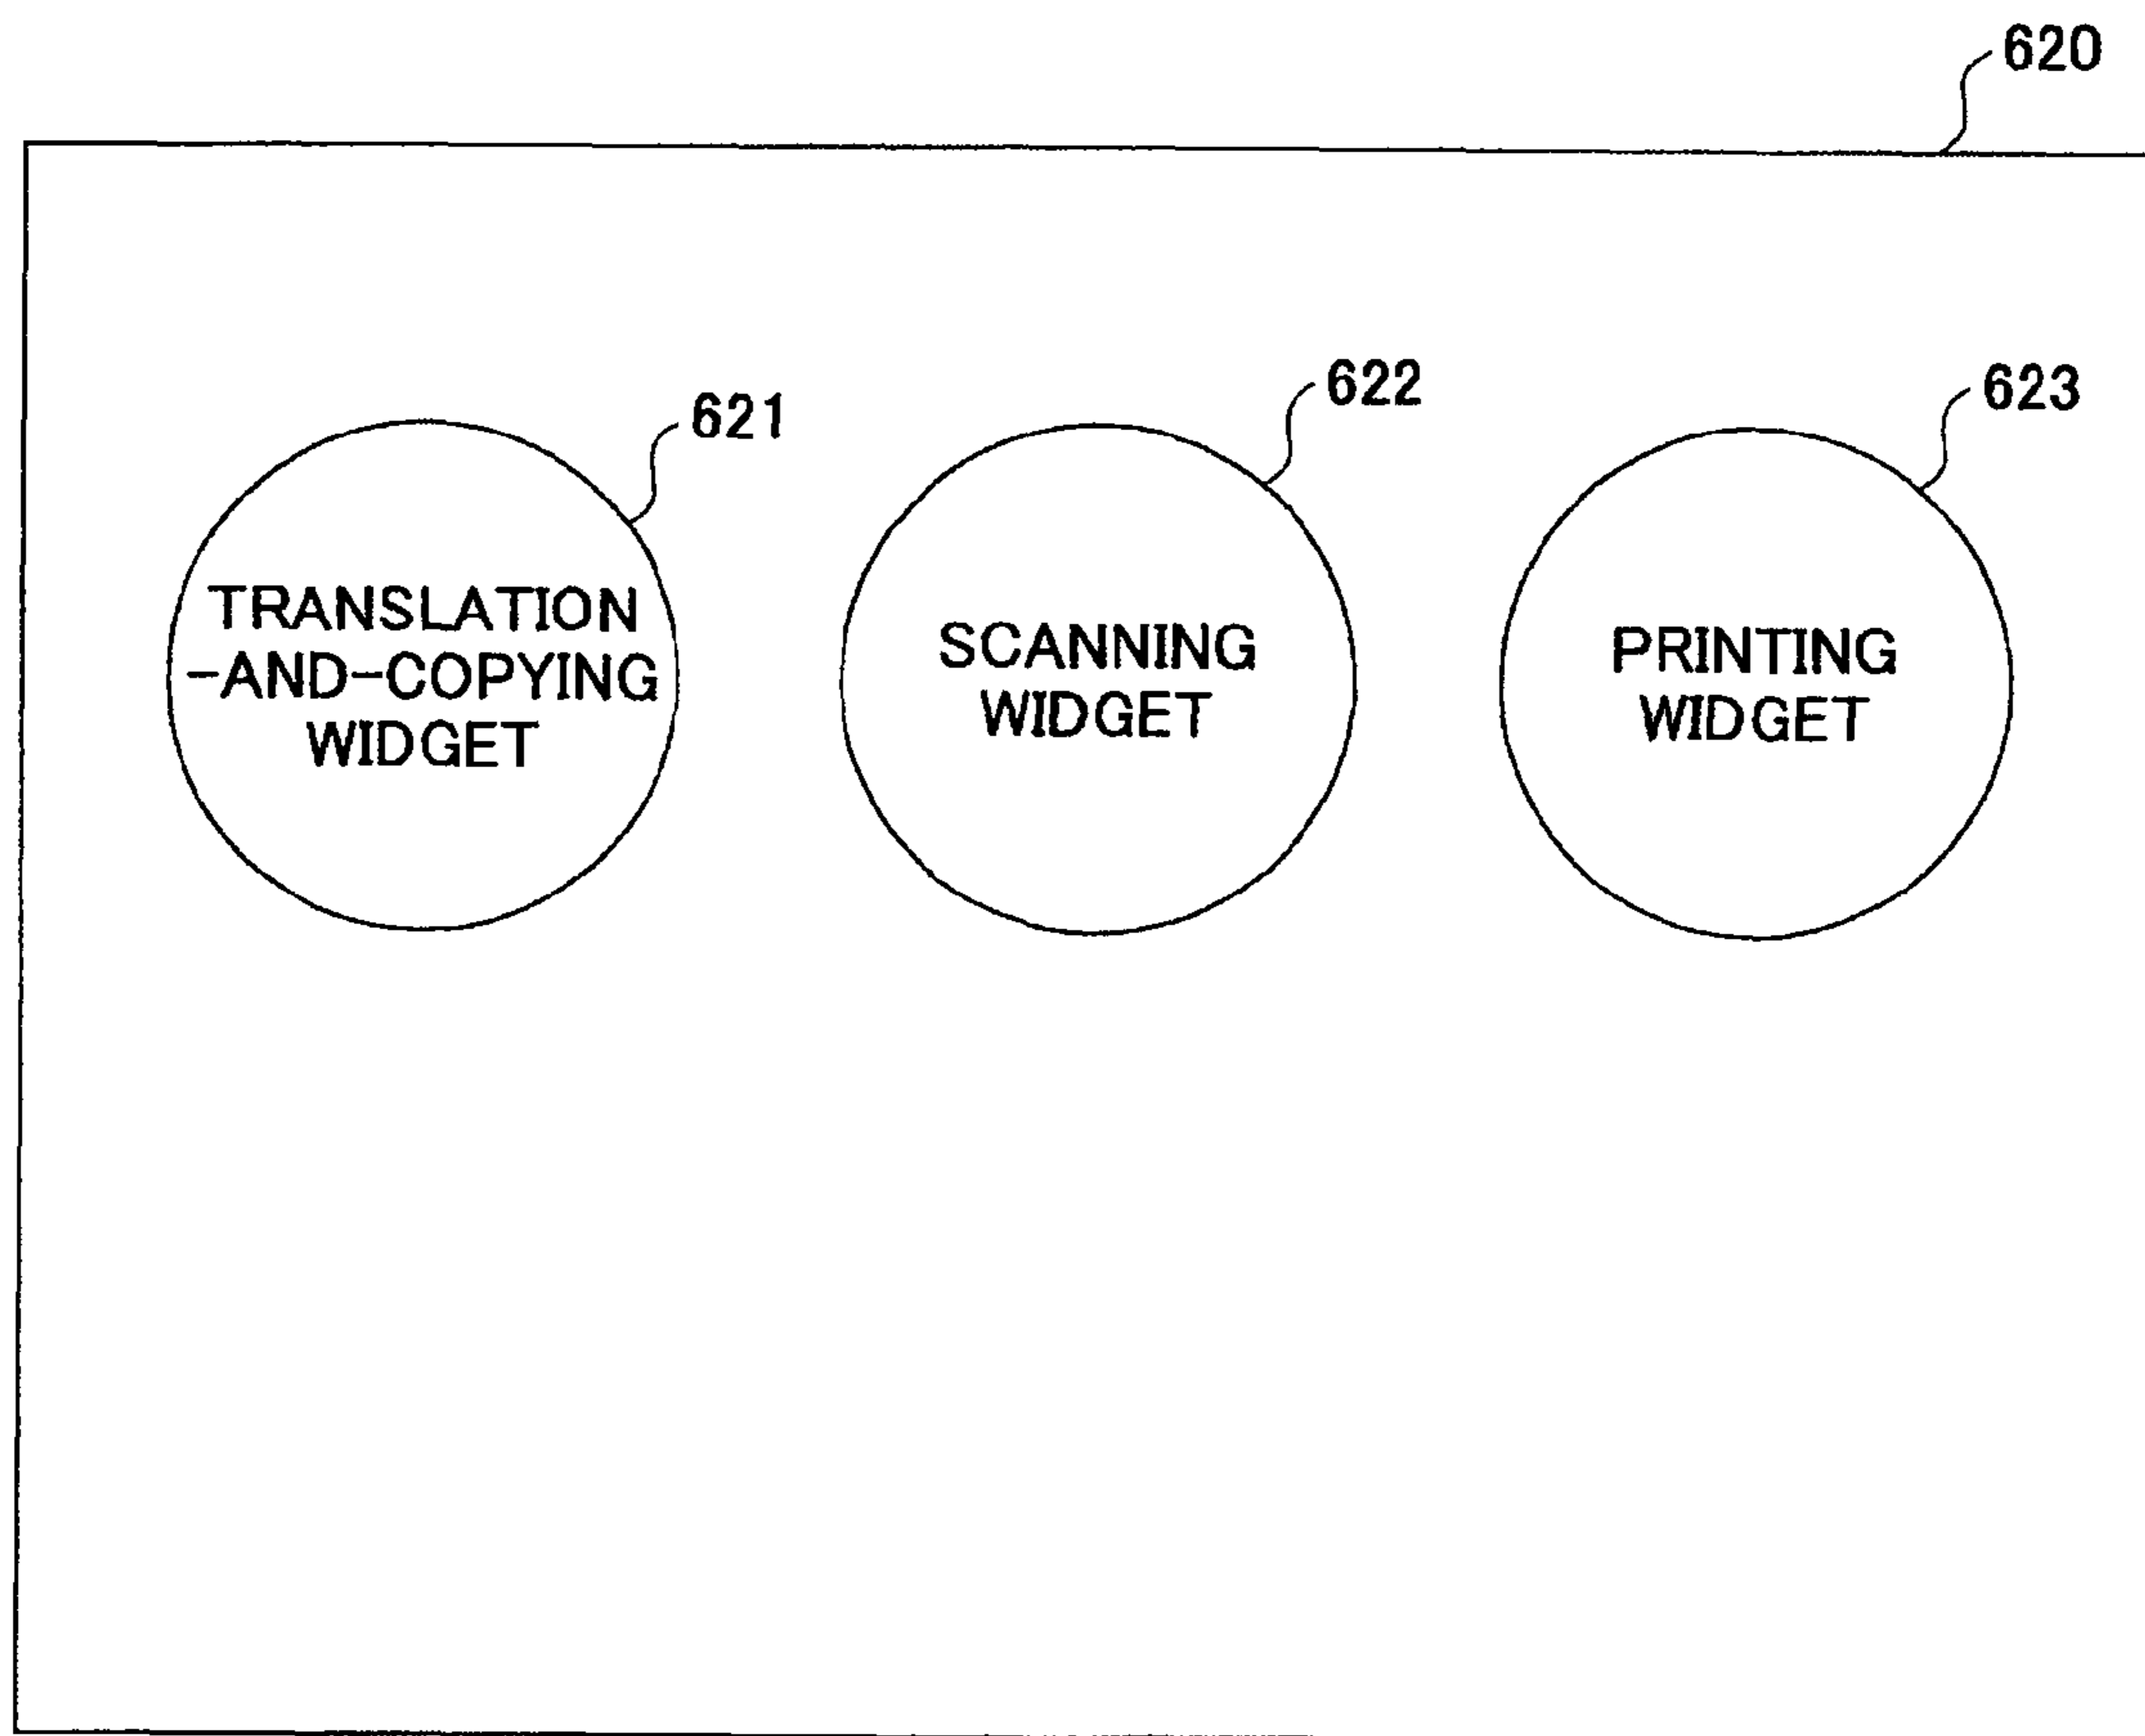 620
621
622
623
TRANSLATION
-AND-COPYING
WIDGET
SCANNING
WIDGET
PRINTING
WIDGET